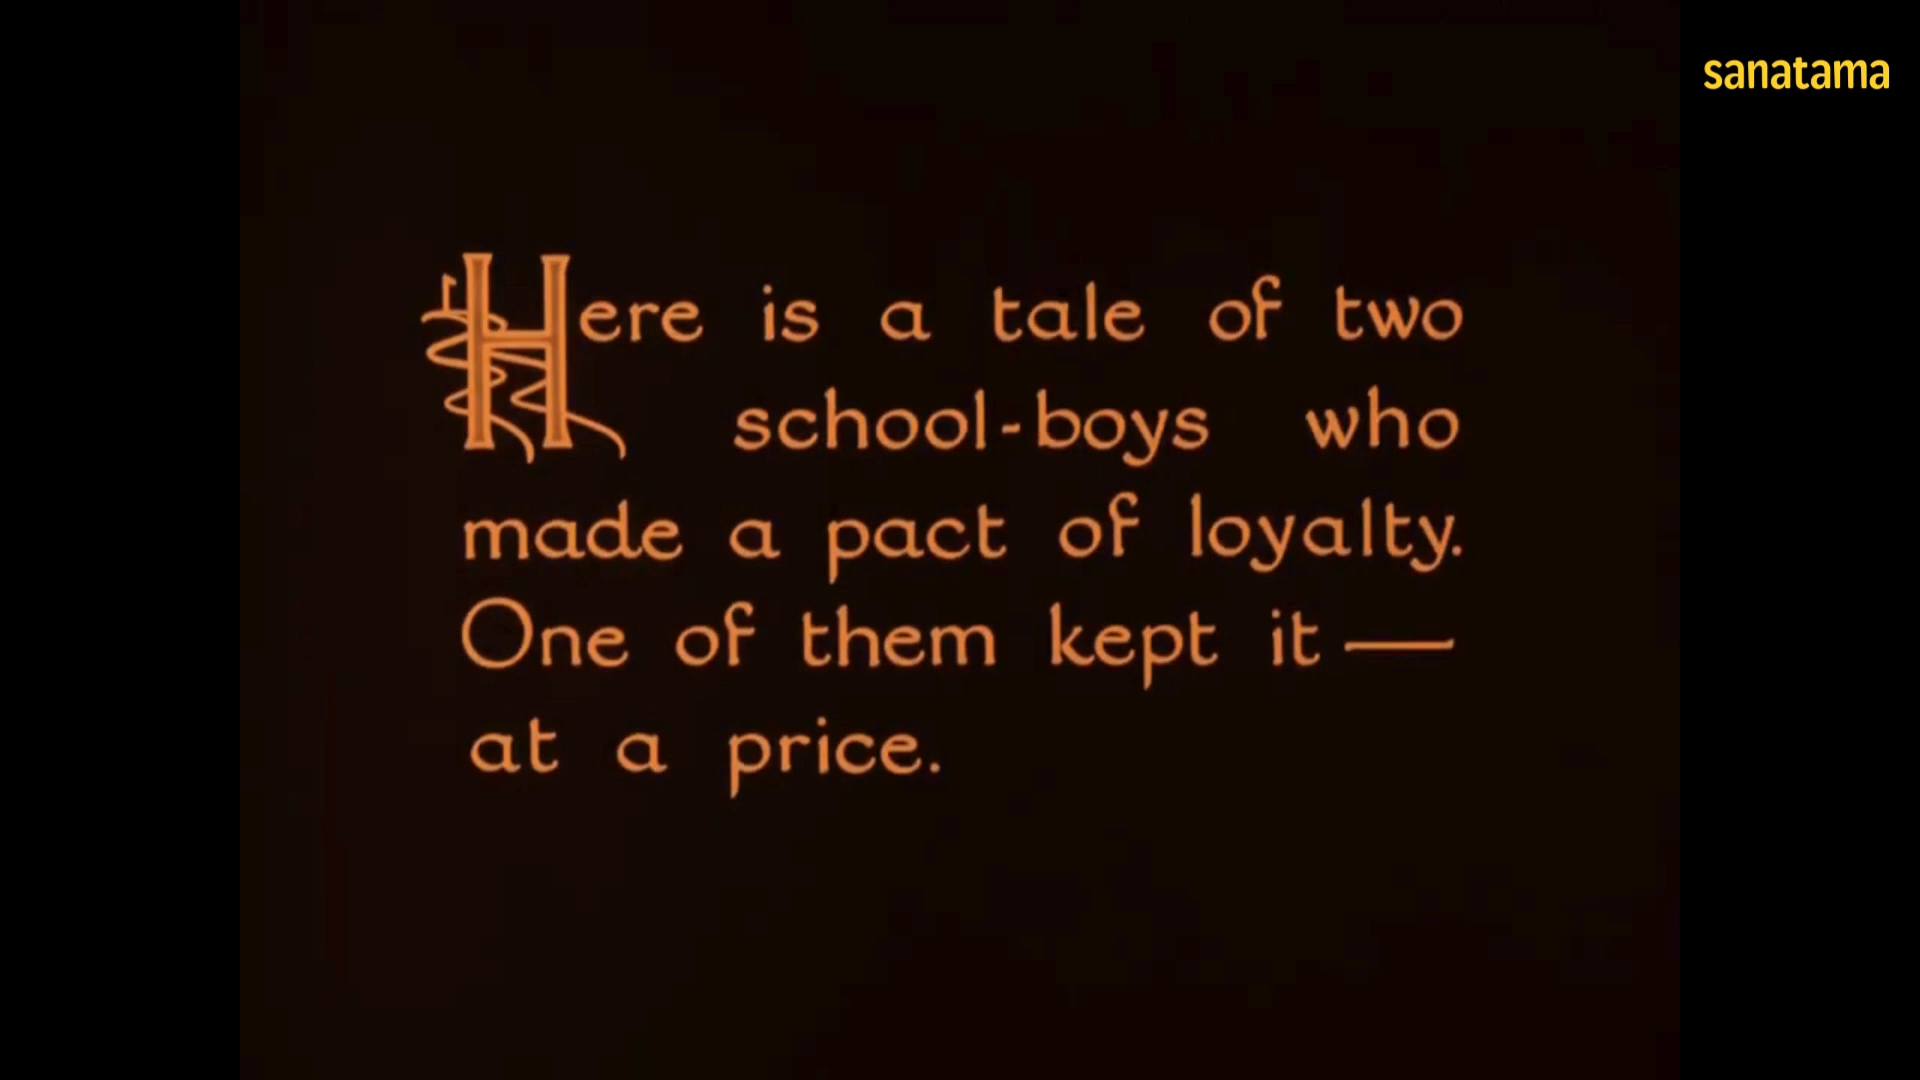 sanatama
Here is a tale of two
school-boys who
made a pact of loyalty.
One of them kept it —
at a price.